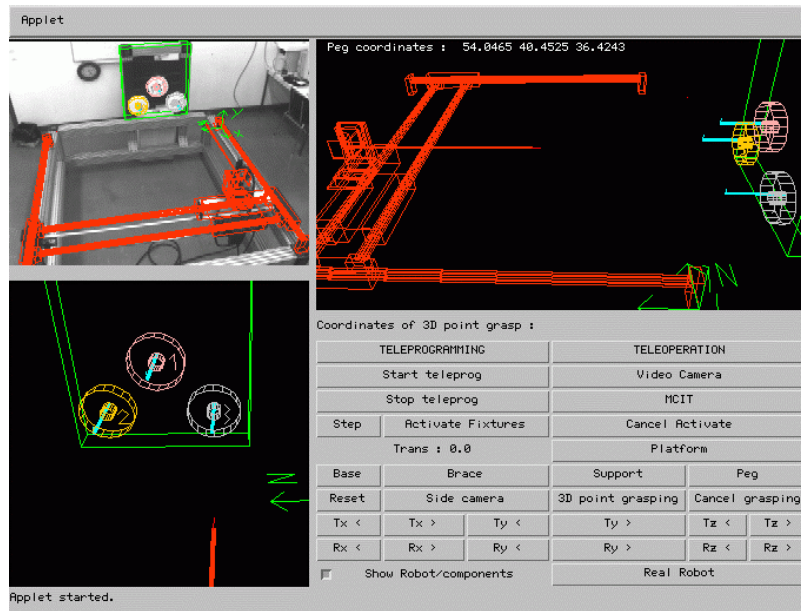 Applet
Peg coordinates : 54.0465 40.4525 36.4243
Y
X
N
1
2
3
N
Coordinates of 3D point grasp :
TELEPROGRAMMING TELEOPERATION
Start teleprog Video Camera
Stop teleprog MCIT
Step Activate Fixtures Cancel Activate
Trans : 0.0 Platform
Base Brace Support Peg
Reset Side camera 3D point grasping Cancel grasping
Tx < Tx > Ty < Ty > Tz < Tz >
Rx < Rx > Ry < Ry > Rz < Rz >
Show Robot/components Real Robot
Applet started.